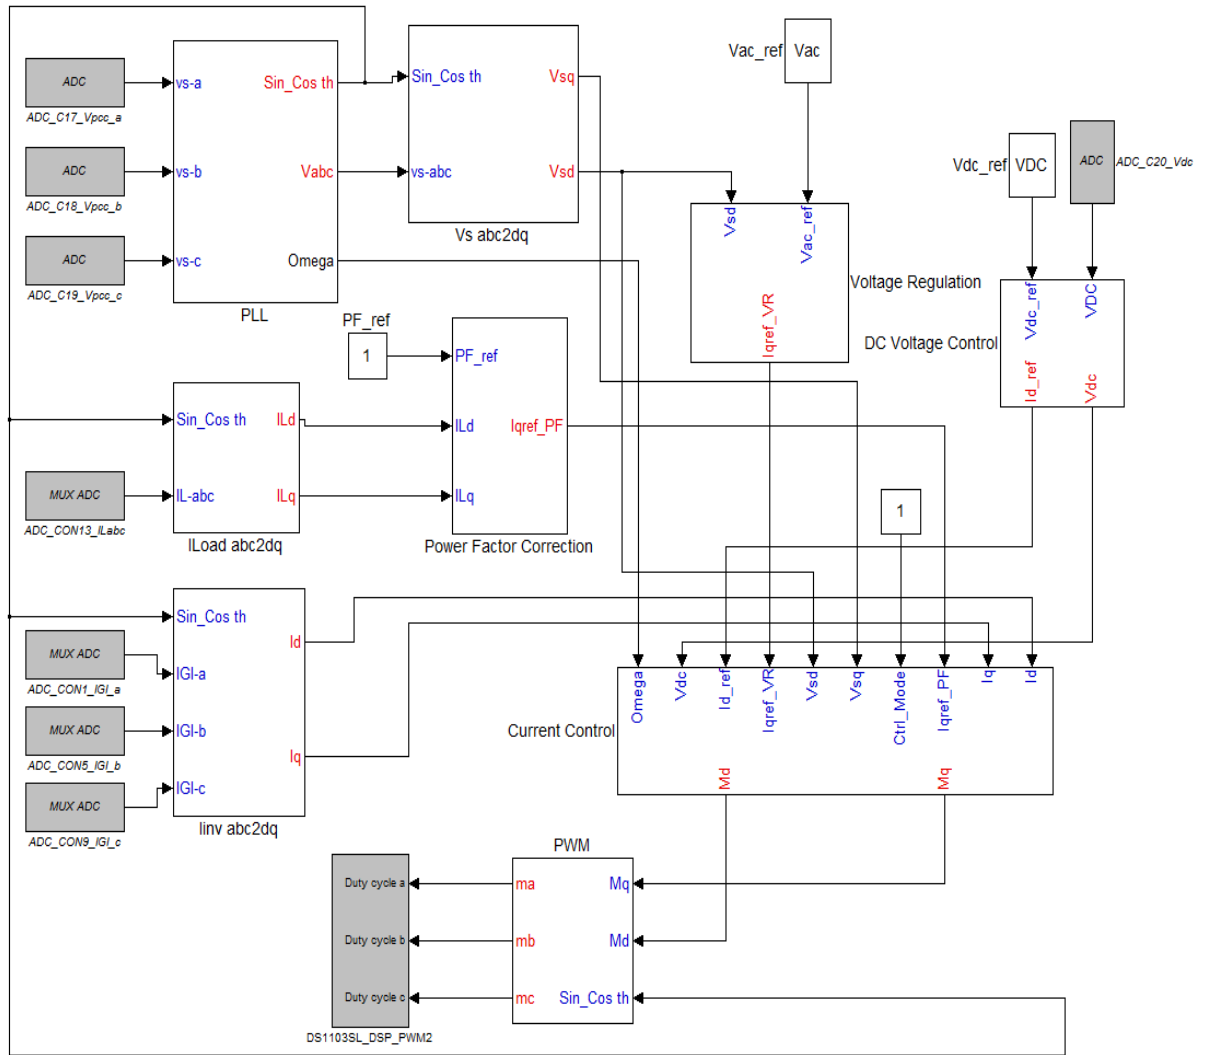 ADC
ADC_C17_Vpcc_a
ADC
ADC_C18_Vpcc_b
ADC
ADC_C19_Vpcc_c
vs-a
vs-b
vs-c
Sin_Cos th
Vabc
Omega
PLL
Sin_Cos th
vs-abc
Vsq
Vsd
Vs abc2dq
Vac_ref
Vac
Vsd
Vac_ref
Iqref_VR
Voltage Regulation
Vdc_ref
VDC
ADC
ADC_C20_Vdc
Vdc_ref
VDC
Id_ref
Vdc
DC Voltage Control
PF_ref
1
PF_ref
ILd
ILq
Iqref_PF
Power Factor Correction
MUX ADC
ADC_CON13_ILabc
Sin_Cos th
IL-abc
ILd
ILq
ILoad abc2dq
1
MUX ADC
ADC_CON1_IGI_a
MUX ADC
ADC_CON5_IGI_b
MUX ADC
ADC_CON9_IGI_c
Sin_Cos th
IGI-a
IGI-b
IGI-c
Id
Iq
Iinv abc2dq
Current Control
Omega
Vdc
Id_ref
Iqref_VR
Vsd
Vsq
Ctrl_Mode
Iqref_PF
Iq
Id
Md
Mq
PWM
ma
mb
mc
Mq
Md
Sin_Cos th
Duty cycle a
Duty cycle b
Duty cycle c
DS1103SL_DSP_PWM2